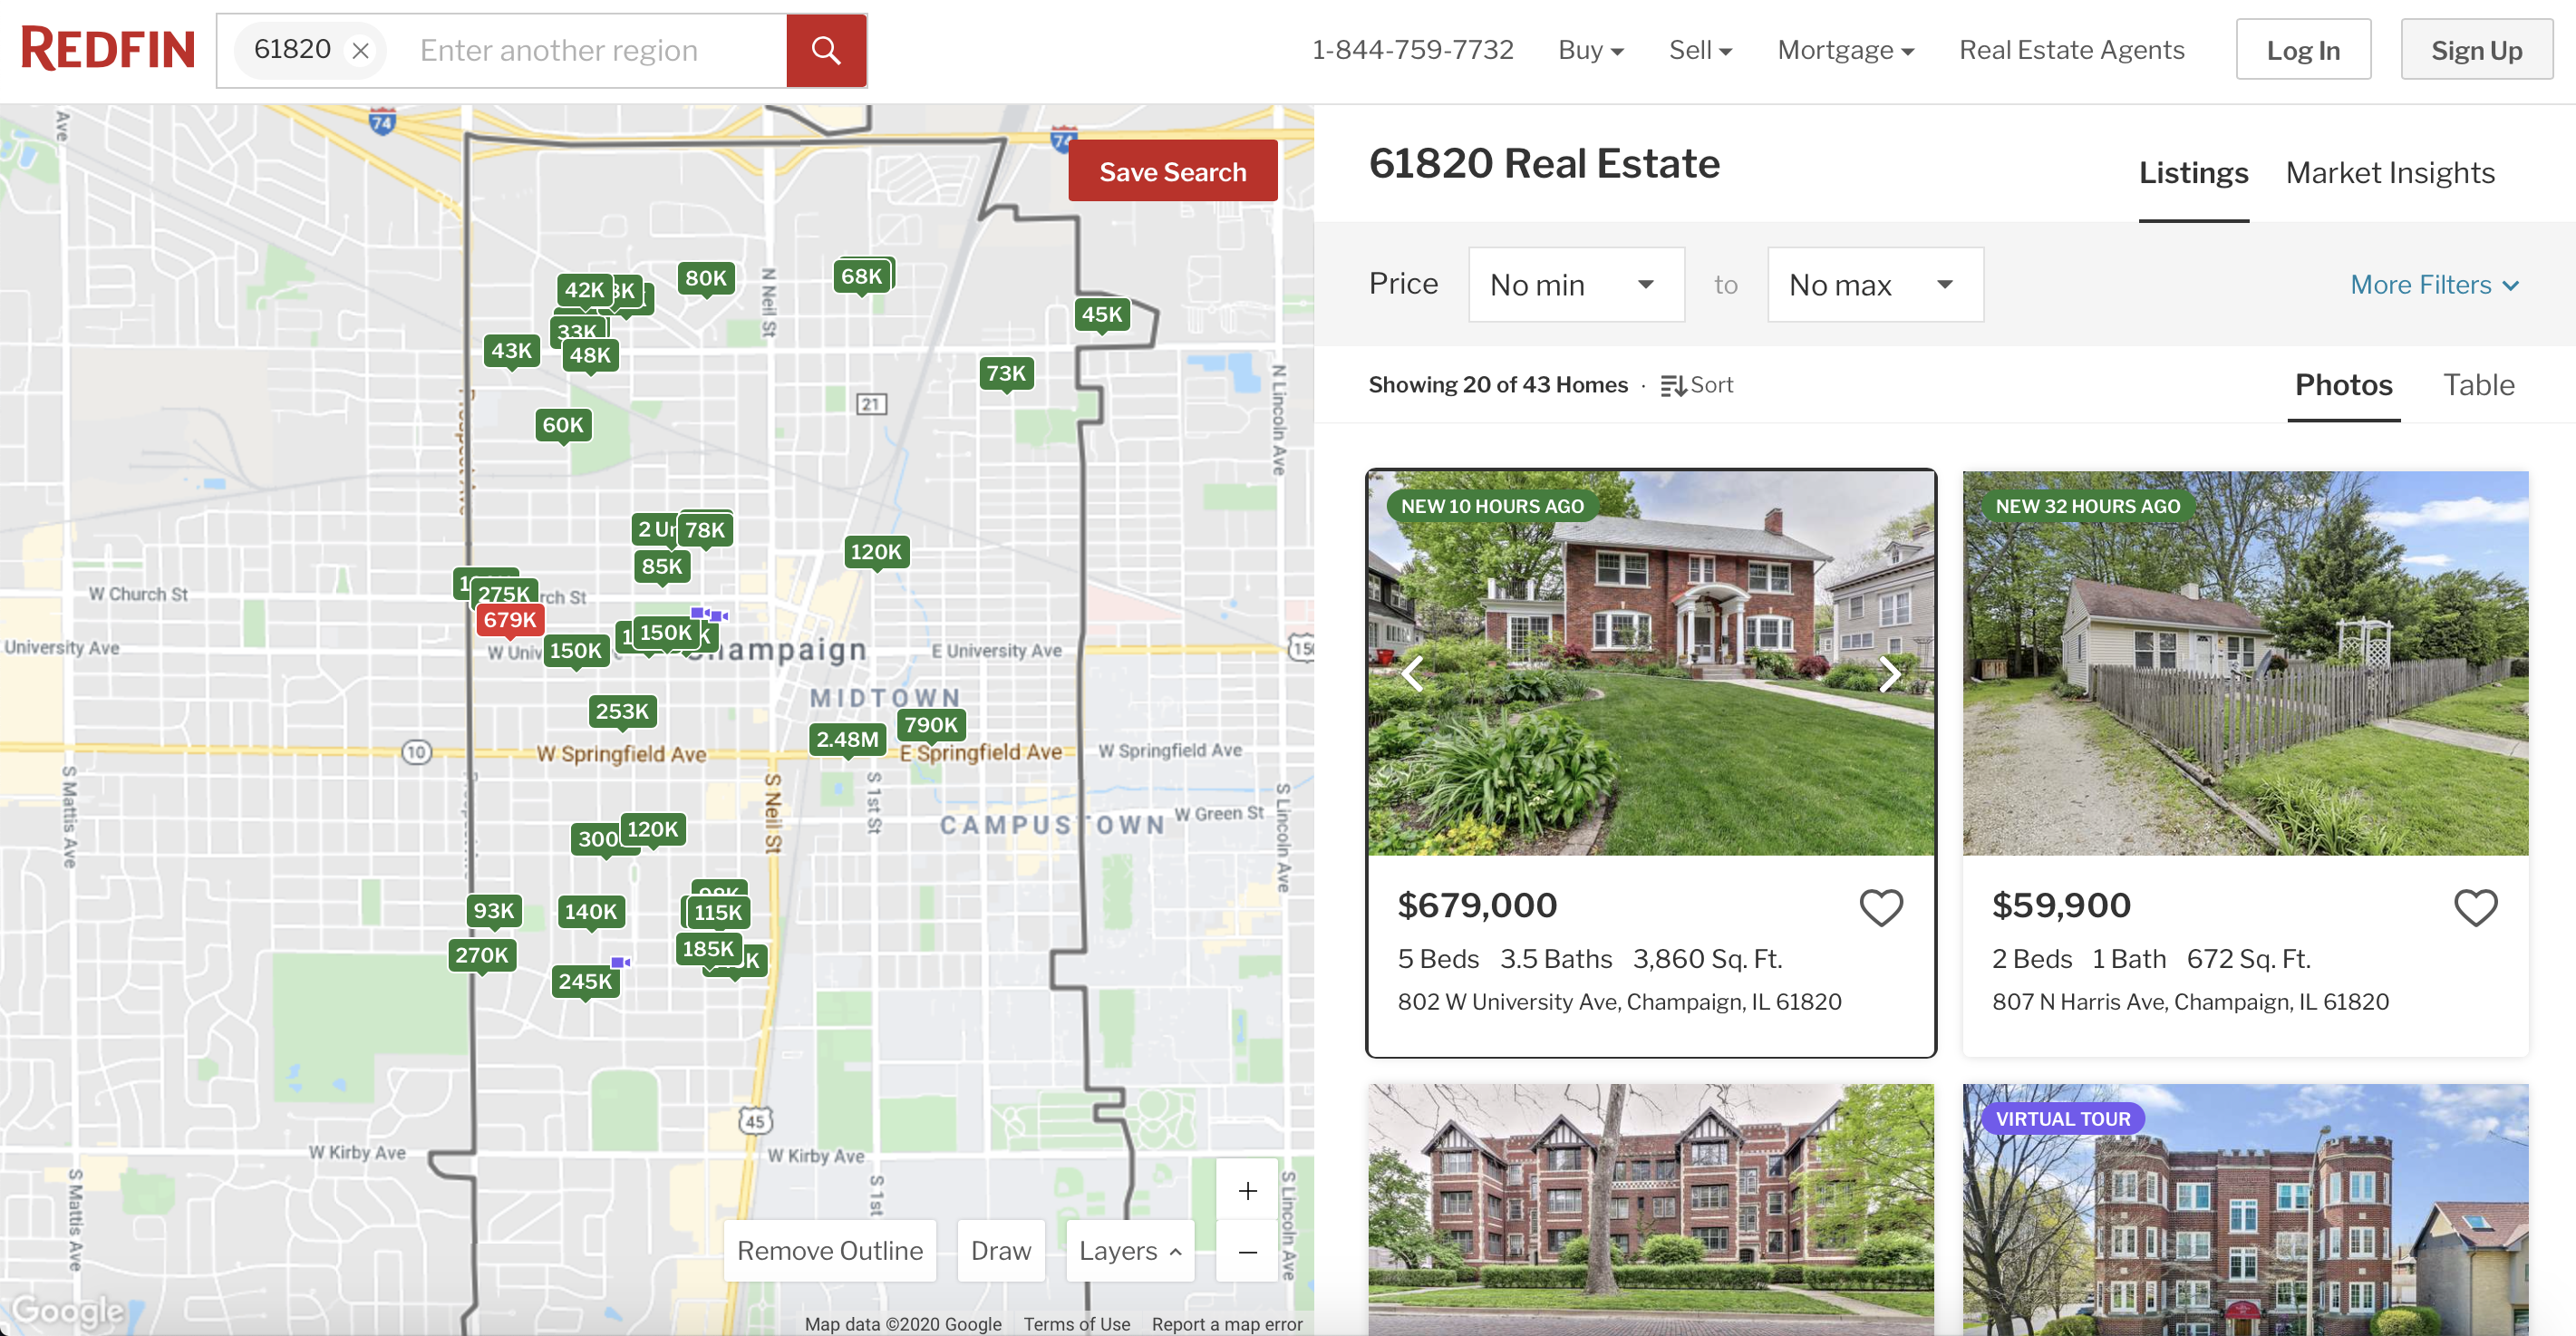 REDFIN
61820
Enter another region
1-844-759-7732
Buy
Sell
Mortgage
Real Estate Agents
Log In
Sign Up
74
74
Save Search
Ave
N Neil St
N Lincoln Ave
42K
80K
68K
45K
33K
43K
48K
73K
21
60K
78K
85K
120K
W Church St
275K
679K
150K
150K
University Ave
E University Ave
MIDTOWN
253K
790K
2.48M
10
W Springfield Ave
E Springfield Ave
W Springfield Ave
S Mattis Ave
S Neil St
S 1st St
S Lincoln Ave
W Green St
CAMPUSTOWN
120K
93K
140K
98K
115K
270K
185K
245K
45
W Kirby Ave
W Kirby Ave
S Mattis Ave
S 1st
S Lincoln Ave
Remove Outline
Draw
Layers
Google
Map data ©2020 Google
Terms of Use
Report a map error
61820 Real Estate
Listings
Market Insights
Price
No min
to
No max
More Filters
Showing 20 of 43 Homes · Sort
Photos
Table
NEW 10 HOURS AGO
$679,000
5 Beds 3.5 Baths 3,860 Sq. Ft.
802 W University Ave, Champaign, IL 61820
NEW 32 HOURS AGO
$59,900
2 Beds 1 Bath 672 Sq. Ft.
807 N Harris Ave, Champaign, IL 61820
VIRTUAL TOUR